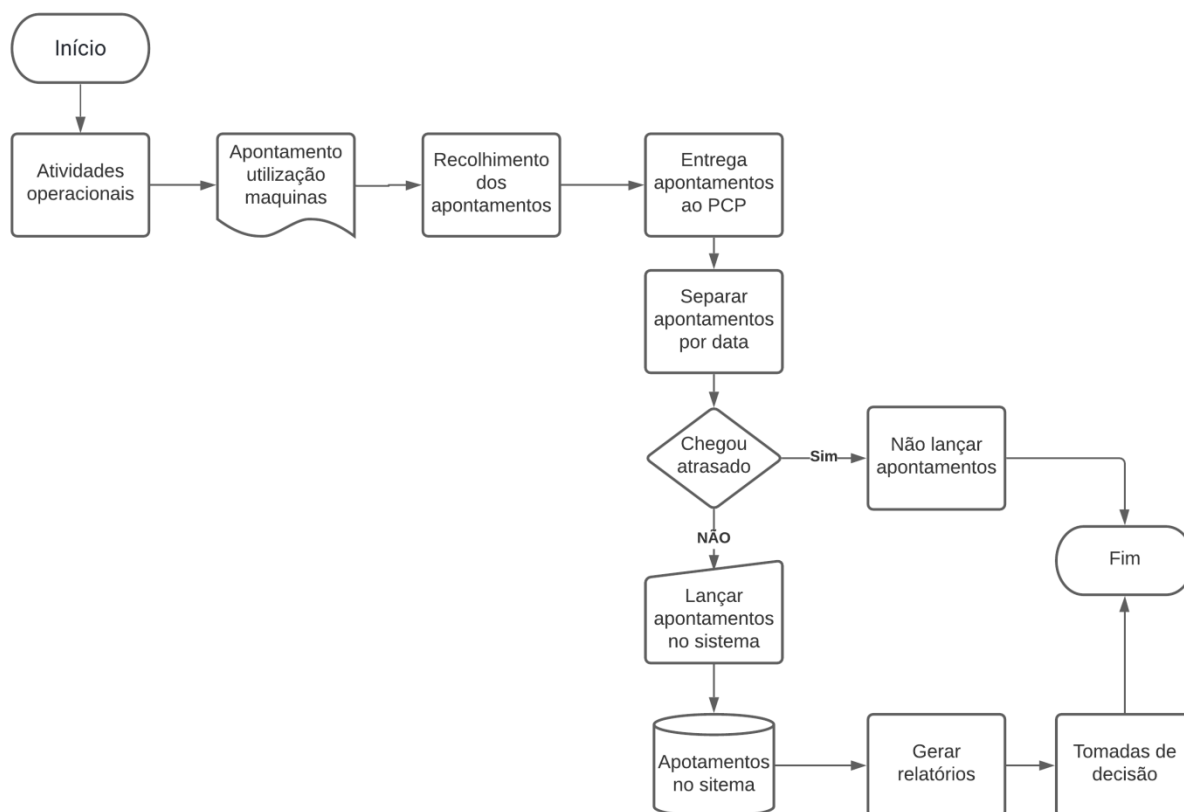 Início
Atividades
operacionais
Apontamento
utilização
maquinas
Recolhimento
dos
apontamentos
Entrega
apontamentos
ao PCP
Separar
apontamentos
por data
Chegou
atrasado
Sim
Não lançar
apontamentos
NÃO
Fim
Lançar
apontamentos
no sistema
Apotamentos
no sitema
Gerar
relatórios
Tomadas de
decisão